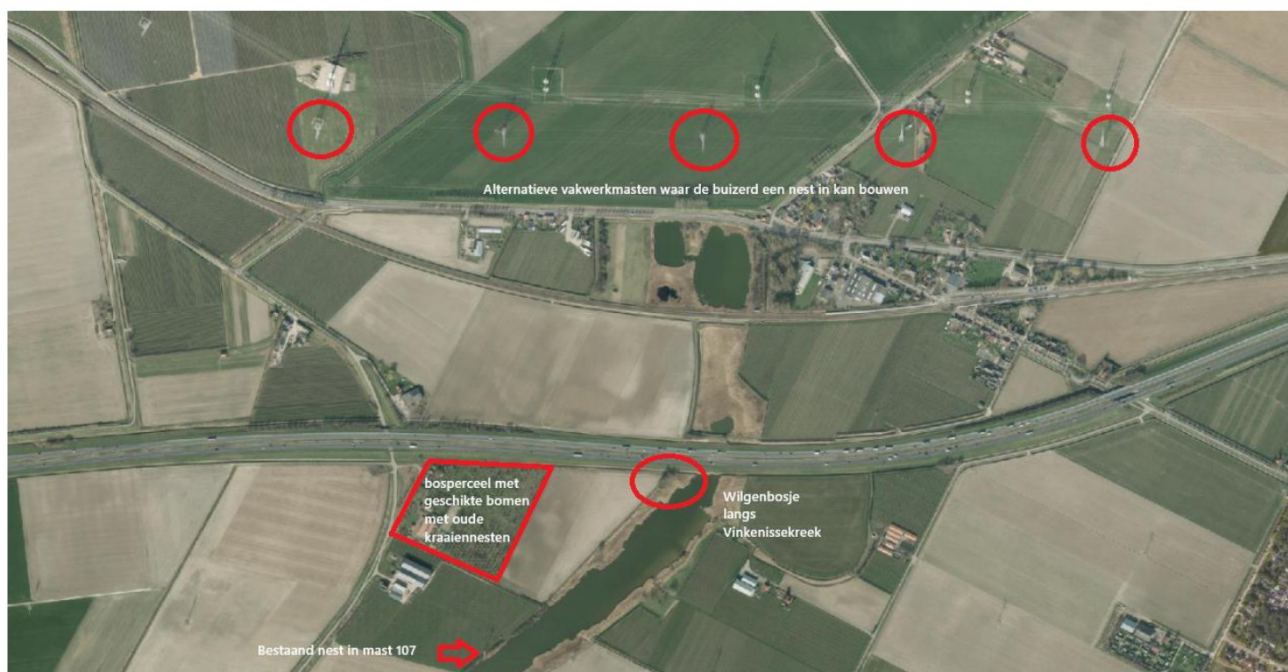 Alternatieve vakwerkmasten waar de buizerd een nest in kan bouwen
bosperceel met
geschikte bomen
met oude
kraaiennesten
Wilgenbosje
langs
Vinkenissekreek
Bestaand nest in mast 107